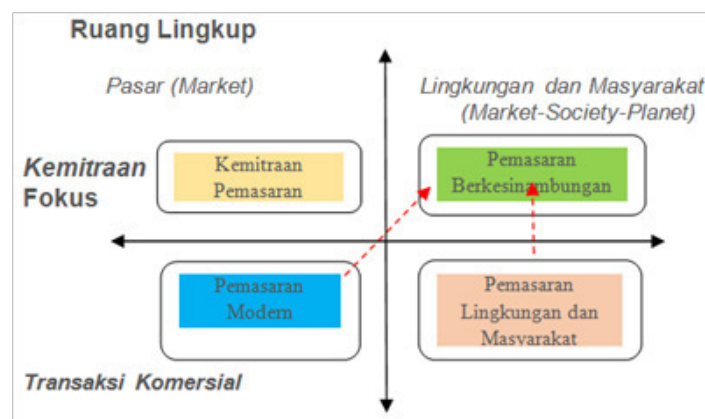 Ruang Lingkup
Pasar (Market)
Lingkungan dan Masyarakat
(Market-Society-Planet)
Kemitraan
Fokus
Kemitraan
Pemasaran
Pemasaran
Berkesinambungan
Pemasaran
Modern
Pemasaran
Lingkungan dan
Masyarakat
Transaksi Komersial